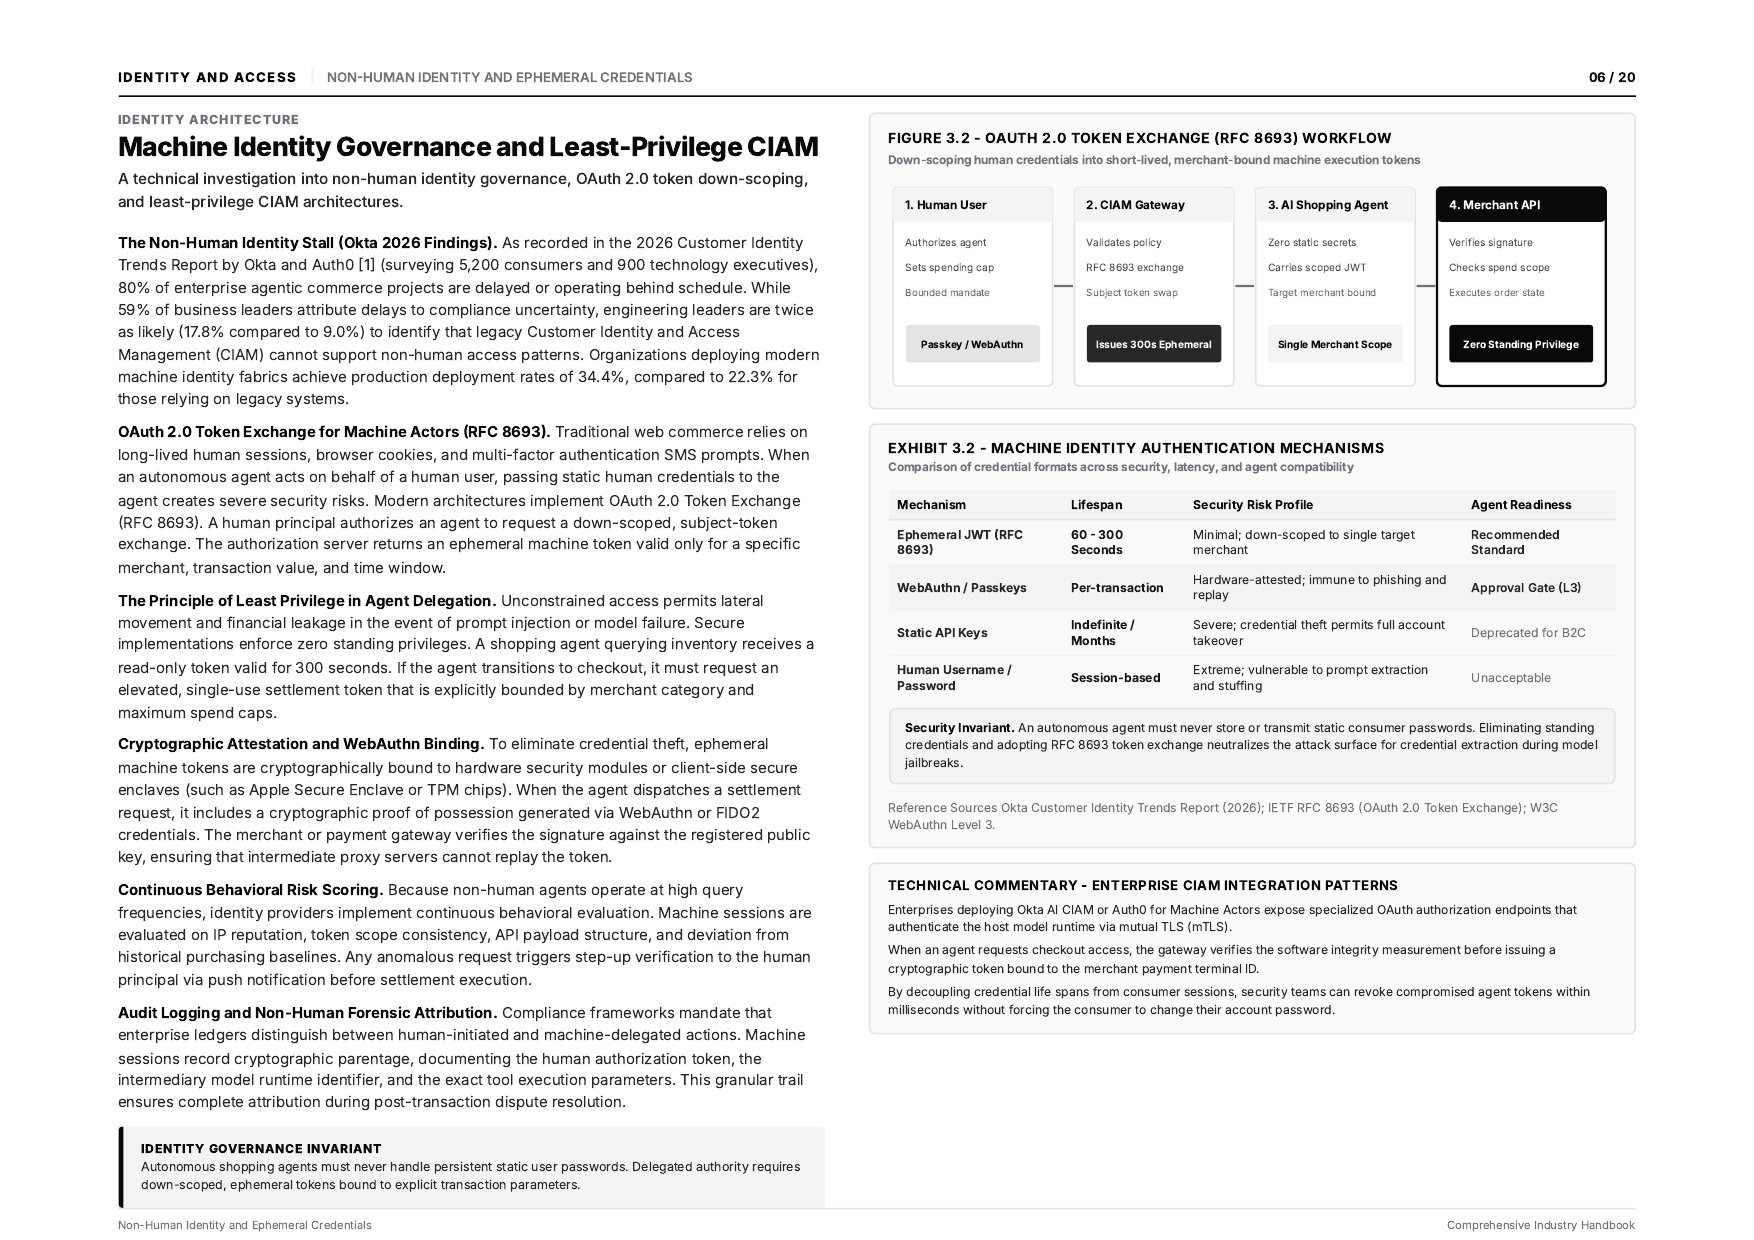 IDENTITY AND ACCESS
NON-HUMAN IDENTITY AND EPHEMERAL CREDENTIALS
06 / 20
IDENTITY ARCHITECTURE
Machine Identity Governance and Least-Privilege CIAM
A technical investigation into non-human identity governance, OAuth 2.0 token down-scoping,
and least-privilege CIAM architectures.
The Non-Human Identity Stall (Okta 2026 Findings). As recorded in the 2026 Customer Identity
Trends Report by Okta and Auth0 [1] (surveying 5,200 consumers and 900 technology executives),
80% of enterprise agentic commerce projects are delayed or operating behind schedule. While
59% of business leaders attribute delays to compliance uncertainty, engineering leaders are twice
as likely (17.8% compared to 9.0%) to identify that legacy Customer Identity and Access
Management (CIAM) cannot support non-human access patterns. Organizations deploying modern
machine identity fabrics achieve production deployment rates of 34.4%, compared to 22.3% for
those relying on legacy systems.
OAuth 2.0 Token Exchange for Machine Actors (RFC 8693). Traditional web commerce relies on
long-lived human sessions, browser cookies, and multi-factor authentication SMS prompts. When
an autonomous agent acts on behalf of a human user, passing static human credentials to the
agent creates severe security risks. Modern architectures implement OAuth 2.0 Token Exchange
(RFC 8693). A human principal authorizes an agent to request a down-scoped, subject-token
exchange. The authorization server returns an ephemeral machine token valid only for a specific
merchant, transaction value, and time window.
The Principle of Least Privilege in Agent Delegation. Unconstrained access permits lateral
movement and financial leakage in the event of prompt injection or model failure. Secure
implementations enforce zero standing privileges. A shopping agent querying inventory receives a
read-only token valid for 300 seconds. If the agent transitions to checkout, it must request an
elevated, single-use settlement token that is explicitly bounded by merchant category and
maximum spend caps.
Cryptographic Attestation and WebAuthn Binding. To eliminate credential theft, ephemeral
machine tokens are cryptographically bound to hardware security modules or client-side secure
enclaves (such as Apple Secure Enclave or TPM chips). When the agent dispatches a settlement
request, it includes a cryptographic proof of possession generated via WebAuthn or FIDO2
credentials. The merchant or payment gateway verifies the signature against the registered public
key, ensuring that intermediate proxy servers cannot replay the token.
Continuous Behavioral Risk Scoring. Because non-human agents operate at high query
frequencies, identity providers implement continuous behavioral evaluation. Machine sessions are
evaluated on IP reputation, token scope consistency, API payload structure, and deviation from
historical purchasing baselines. Any anomalous request triggers step-up verification to the human
principal via push notification before settlement execution.
Audit Logging and Non-Human Forensic Attribution. Compliance frameworks mandate that
enterprise ledgers distinguish between human-initiated and machine-delegated actions. Machine
sessions record cryptographic parentage, documenting the human authorization token, the
intermediary model runtime identifier, and the exact tool execution parameters. This granular trail
ensures complete attribution during post-transaction dispute resolution.
IDENTITY GOVERNANCE INVARIANT
Autonomous shopping agents must never handle persistent static user passwords. Delegated authority requires
down-scoped, ephemeral tokens bound to explicit transaction parameters.
FIGURE 3.2 - OAUTH 2.0 TOKEN EXCHANGE (RFC 8693) WORKFLOW
Down-scoping human credentials into short-lived, merchant-bound machine execution tokens
1. Human User
Authorizes agent
Sets spending cap
Bounded mandate
Passkey / WebAuthn
2. CIAM Gateway
Validates policy
RFC 8693 exchange
Subject token swap
Issues 300s Ephemeral
3. AI Shopping Agent
Zero static secrets
Carries scoped JWT
Target merchant bound
Single Merchant Scope
4. Merchant API
Verifies signature
Checks spend scope
Executes order state
Zero Standing Privilege
EXHIBIT 3.2 - MACHINE IDENTITY AUTHENTICATION MECHANISMS
Comparison of credential formats across security, latency, and agent compatibility
Mechanism
Lifespan
Security Risk Profile
Agent Readiness
Ephemeral JWT (RFC
8693)
60 - 300
Seconds
Minimal; down-scoped to single target
merchant
Recommended
Standard
WebAuthn / Passkeys
Per-transaction
Hardware-attested; immune to phishing and
replay
Approval Gate (L3)
Static API Keys
Indefinite /
Months
Severe; credential theft permits full account
takeover
Deprecated for B2C
Human Username /
Password
Session-based
Extreme; vulnerable to prompt extraction
and stuffing
Unacceptable
Security Invariant. An autonomous agent must never store or transmit static consumer passwords. Eliminating standing
credentials and adopting RFC 8693 token exchange neutralizes the attack surface for credential extraction during model
jailbreaks.
Reference Sources Okta Customer Identity Trends Report (2026); IETF RFC 8693 (OAuth 2.0 Token Exchange); W3C
WebAuthn Level 3.
TECHNICAL COMMENTARY - ENTERPRISE CIAM INTEGRATION PATTERNS
Enterprises deploying Okta AI CIAM or Auth0 for Machine Actors expose specialized OAuth authorization endpoints that
authenticate the host model runtime via mutual TLS (mTLS).
When an agent requests checkout access, the gateway verifies the software integrity measurement before issuing a
cryptographic token bound to the merchant payment terminal ID.
By decoupling credential life spans from consumer sessions, security teams can revoke compromised agent tokens within
milliseconds without forcing the consumer to change their account password.
Non-Human Identity and Ephemeral Credentials
Comprehensive Industry Handbook